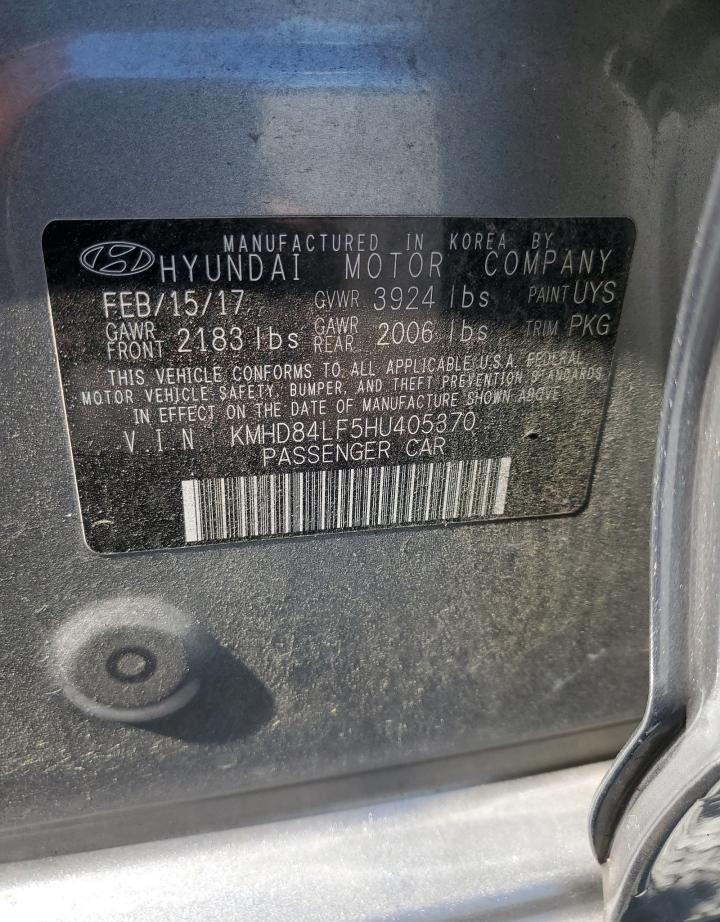 MANUFACTURED IN KOREA BY
HYUNDAI MOTOR COMPANY
FEB/15/17 GVWR 3924 lbs PAINT UYS
GAWR FRONT 2183 lbs GAWR REAR 2006 lbs TRIM PKG
THIS VEHICLE CONFORMS TO ALL APPLICABLE U.S.A. FEDERAL
MOTOR VEHICLE SAFETY, BUMPER, AND THEFT PREVENTION STANDARDS
IN EFFECT ON THE DATE OF MANUFACTURE SHOWN ABOVE
V.I.N KMHD84LF5HU405370
PASSENGER CAR